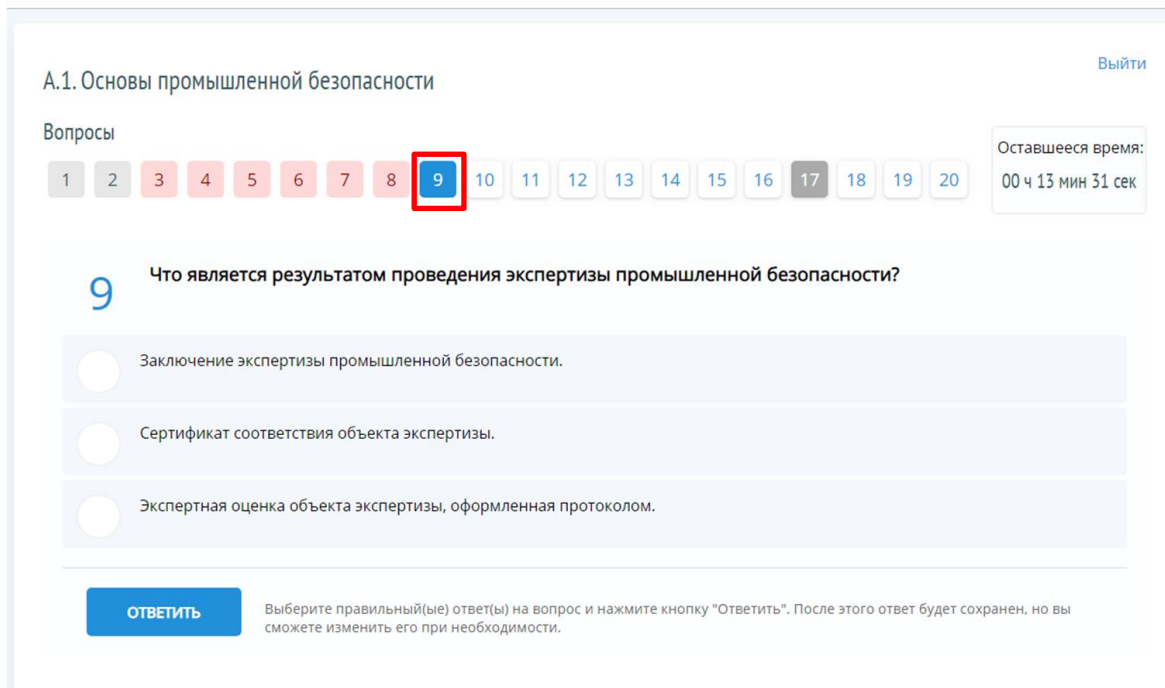 Выйти
А.1. Основы промышленной безопасности
Вопросы
Оставшееся время:
1 2 3 4 5 6 7 8 9 10 11 12 13 14 15 16 17 18 19 20
00 ч 13 мин 31 сек
9
Что является результатом проведения экспертизы промышленной безопасности?
Заключение экспертизы промышленной безопасности.
Сертификат соответствия объекта экспертизы.
Экспертная оценка объекта экспертизы, оформленная протоколом.
ОТВЕТИТЬ
Выберите правильный(ые) ответ(ы) на вопрос и нажмите кнопку "Ответить". После этого ответ будет сохранен, но вы
сможете изменить его при необходимости.